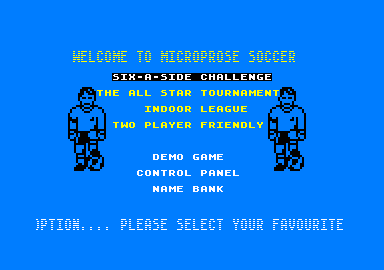 WELCOME TO MICROPROSE SOCCER
SIX-A-SIDE CHALLENGE
THE ALL STAR TOURNAMENT
INDOOR LEAGUE
TWO PLAYER FRIENDLY
DEMO GAME
CONTROL PANEL
NAME BANK
OPTION.... PLEASE SELECT YOUR FAVOURITE